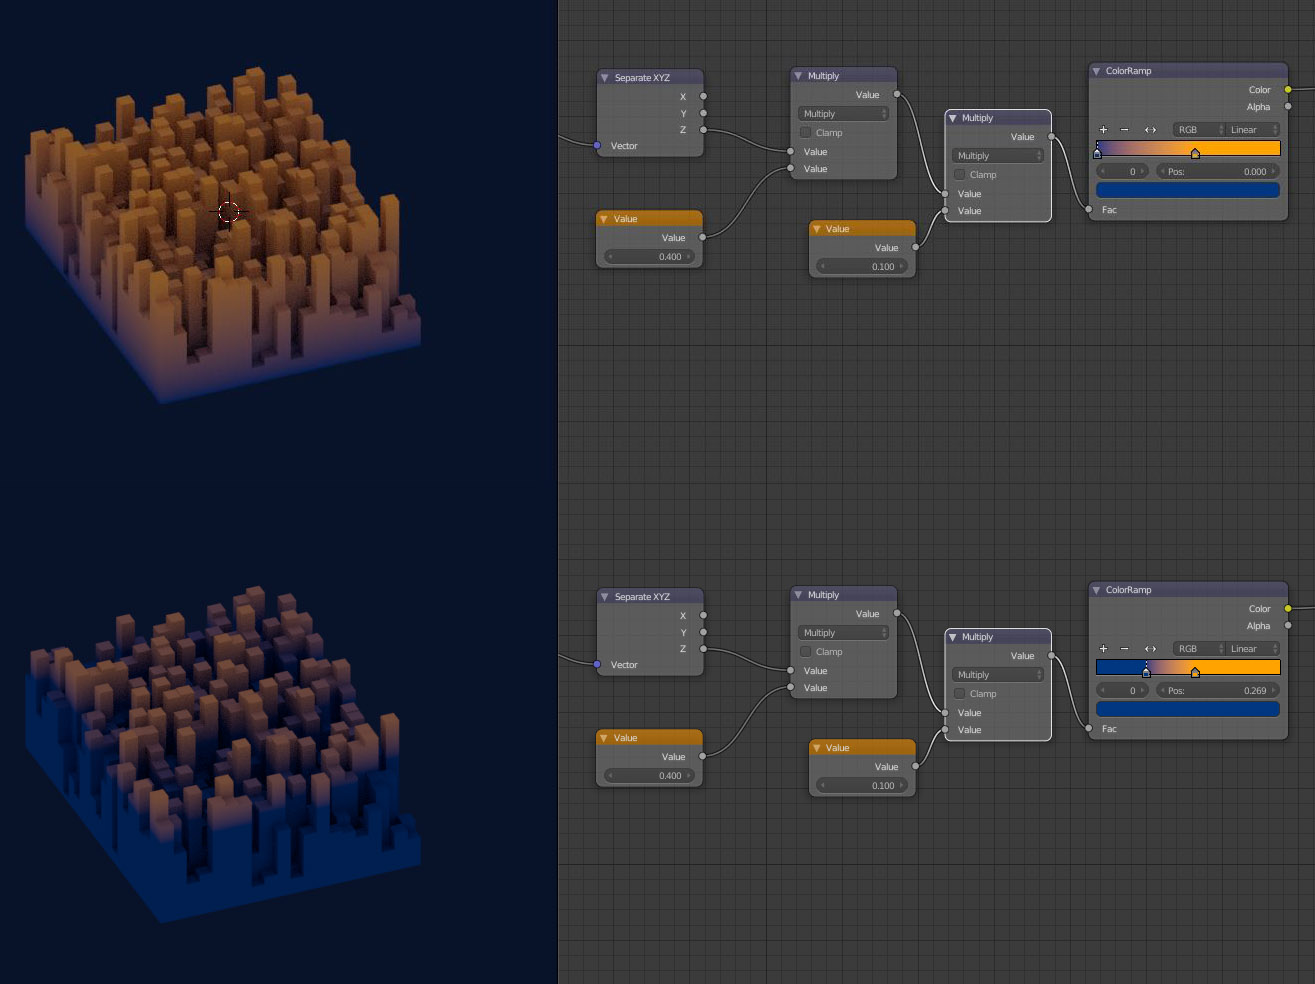 Separate XYZ
X
Y
Z
Vector
Value
Value
0.400
Multiply
Value
Multiply
Clamp
Value
Value
Value
Value
0.100
Multiply
Value
Multiply
Clamp
Value
Value
ColorRamp
Color
Alpha
+ − RGB Linear
0 Pos: 0.000
Fac
Separate XYZ
X
Y
Z
Vector
Value
Value
0.400
Multiply
Value
Multiply
Clamp
Value
Value
Value
Value
0.100
Multiply
Value
Multiply
Clamp
Value
Value
ColorRamp
Color
Alpha
+ − RGB Linear
0 Pos: 0.269
Fac